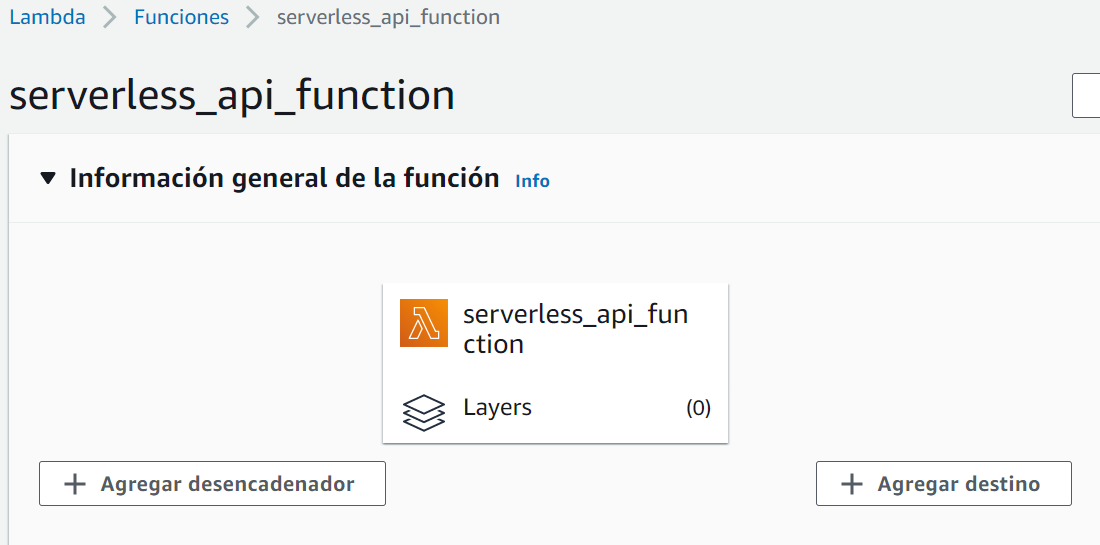 Lambda > Funciones > serverless_api_function
serverless_api_function
Información general de la función Info
serverless_api_fun
ction
Layers (0)
Agregar desencadenador
Agregar destino